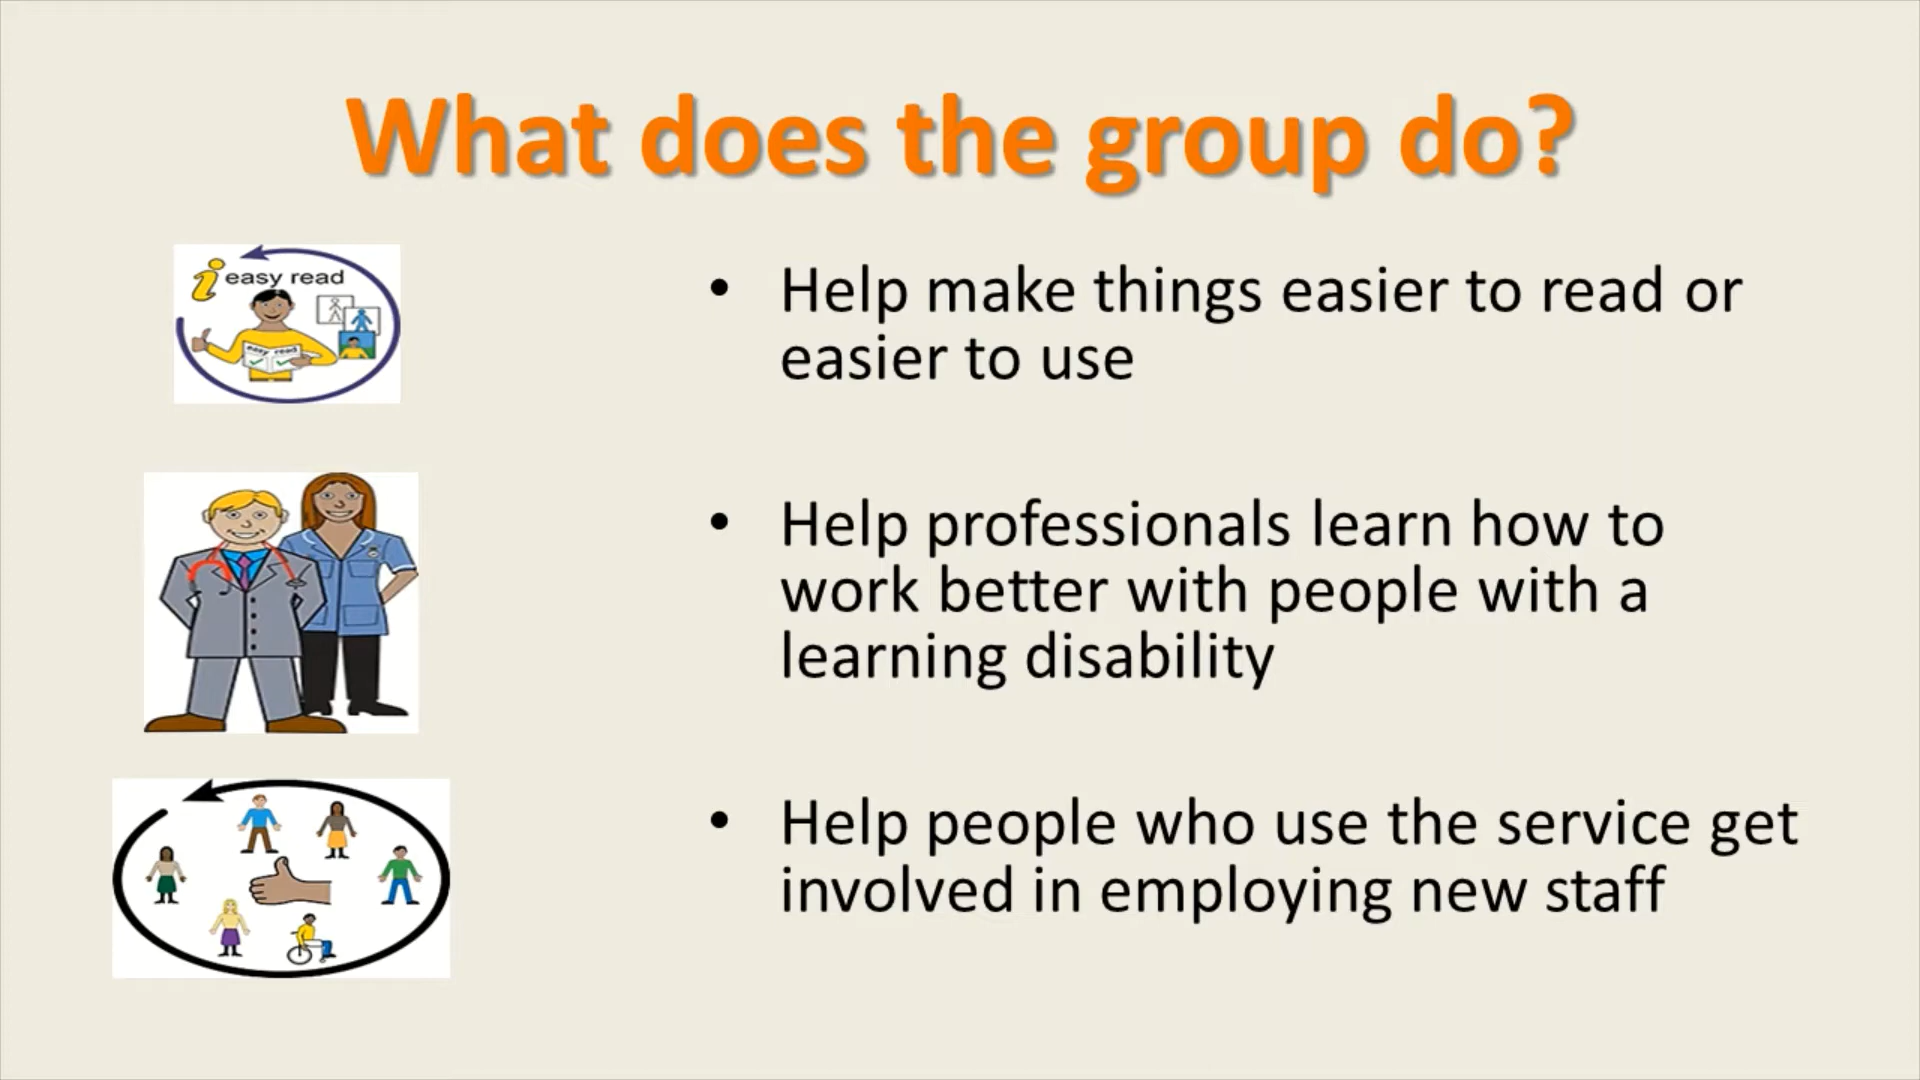 What does the group do?
i easy read
easy read
• Help make things easier to read or
easier to use
• Help professionals learn how to
work better with people with a
learning disability
• Help people who use the service get
involved in employing new staff